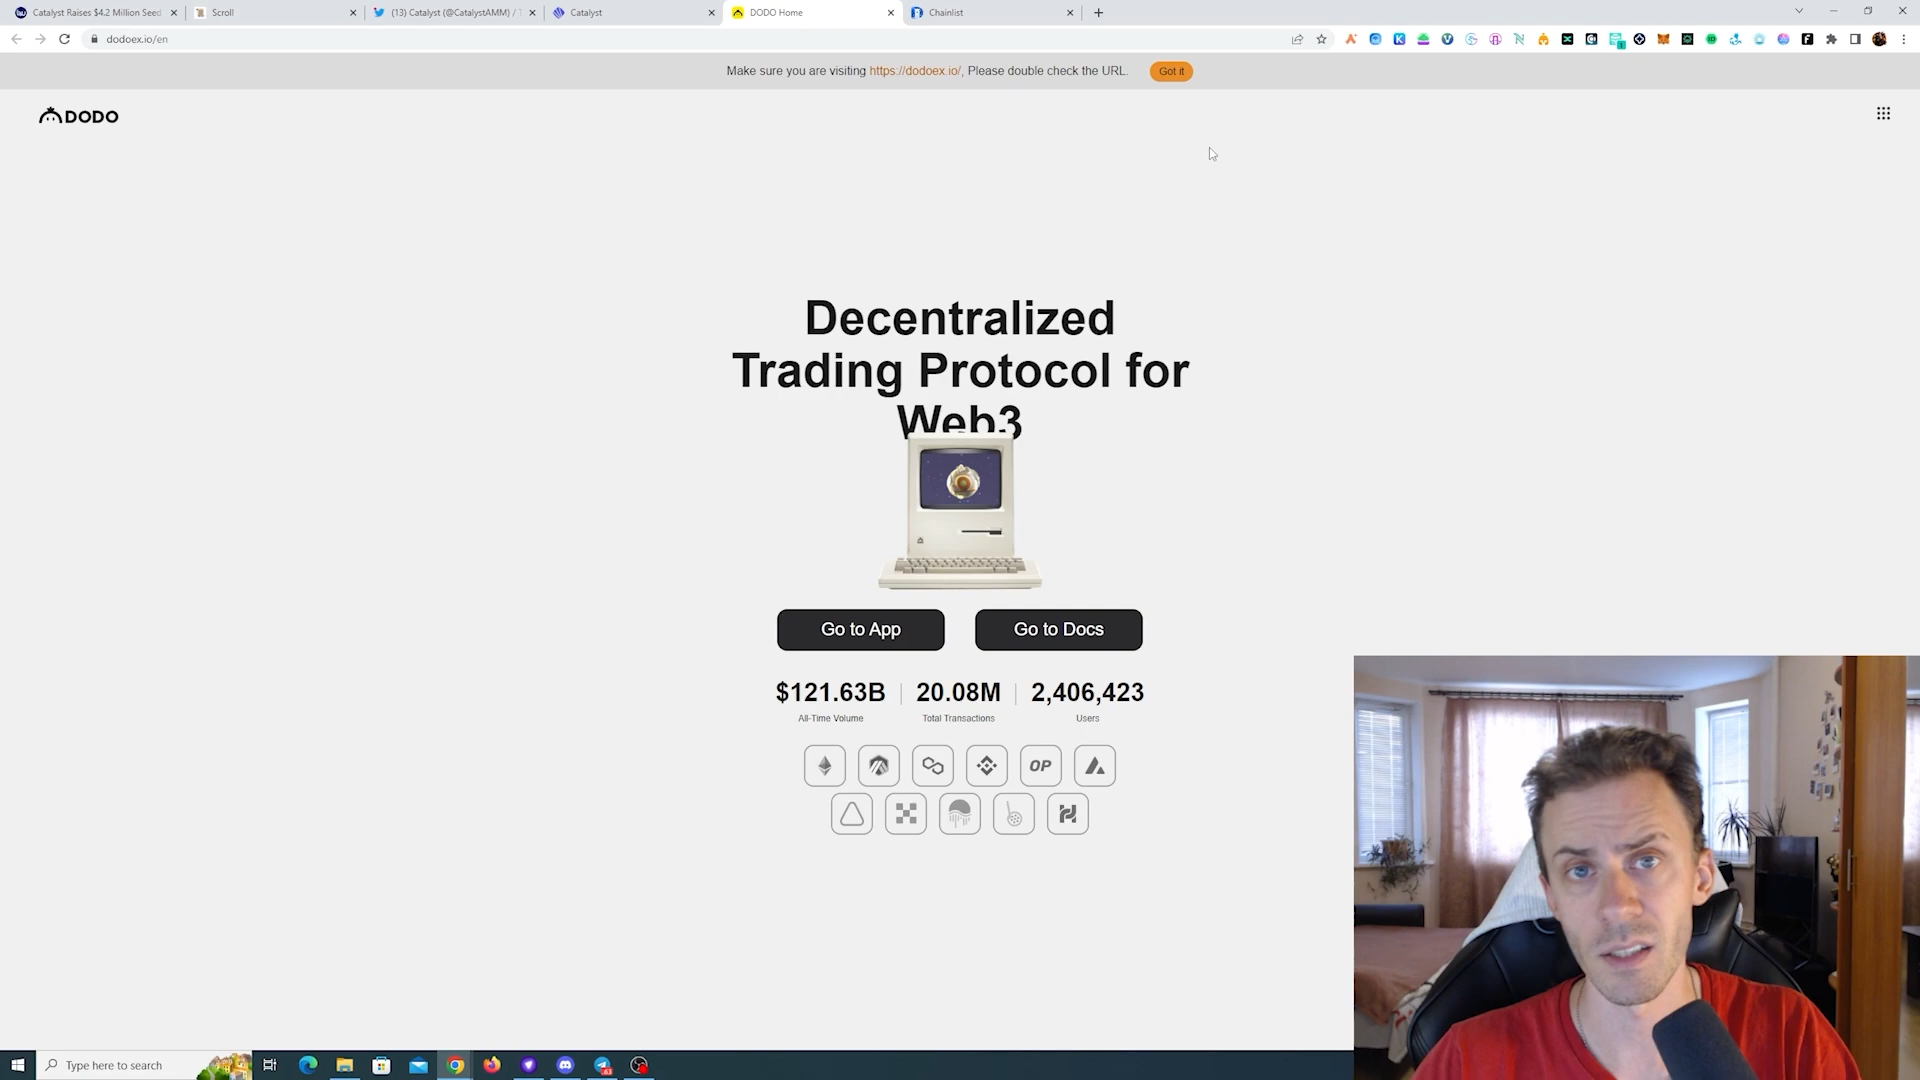 Catalyst Raises $4.2 Million Seed
Scroll
(13) Catalyst (@CatalystAMM) / T
Catalyst
DODO Home
Chainlist
dodoex.io/en
Make sure you are visiting https://dodoex.io/, Please double check the URL.
Got it
DODO
Decentralized
Trading Protocol for
Web3
Go to App
Go to Docs
$121.63B
20.08M
2,406,423
All-Time Volume
Total Transactions
Users
OP
Type here to search